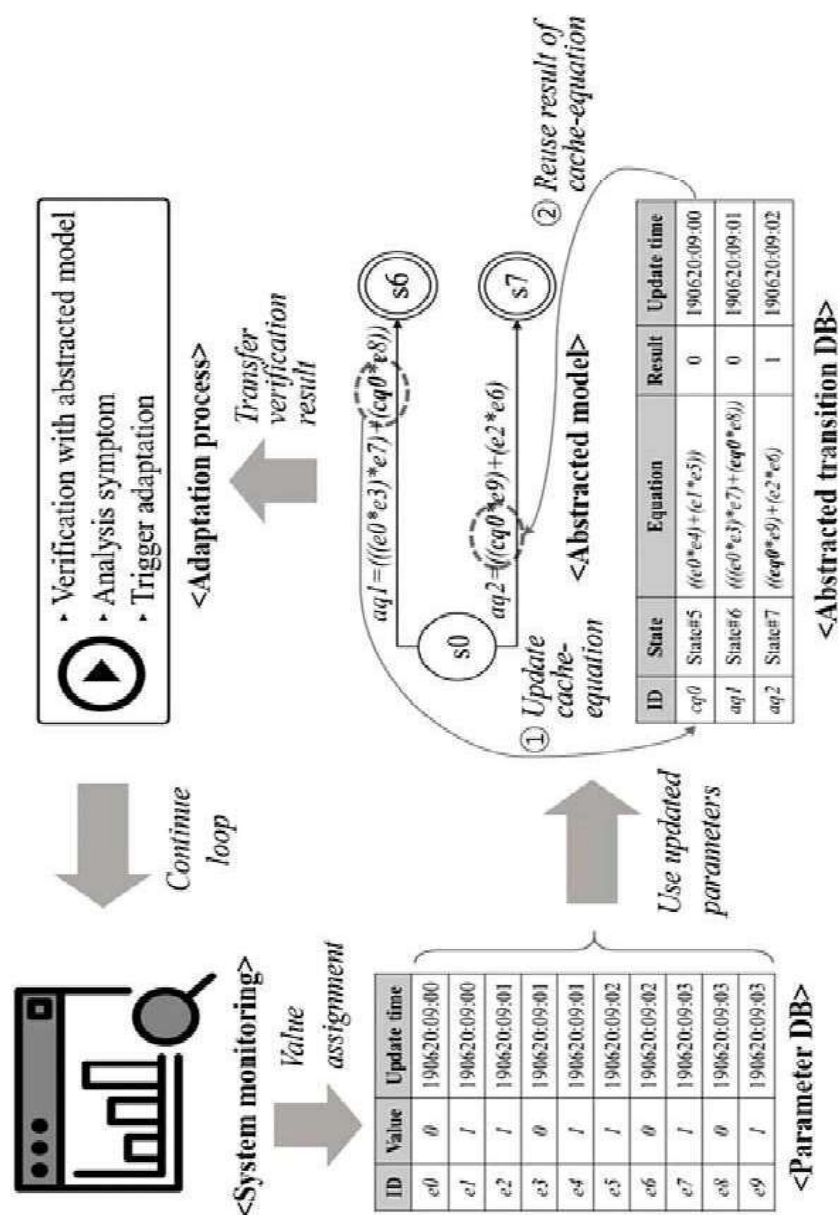 <System monitoring>
Continue
loop
▸ Verification with abstracted model
▸ Analysis symptom
▸ Trigger adaptation
<Adaptation process>
Value
assignment
Transfer
verification
result
ID Value Update time
e0 0 190620:09:00
e1 1 190620:09:00
e2 1 190620:09:01
e3 0 190620:09:01
e4 1 190620:09:01
e5 1 190620:09:02
e6 0 190620:09:02
e7 1 190620:09:03
e8 0 190620:09:03
e9 1 190620:09:03
<Parameter DB>
Use updated
parameters
aq1=(((e0*e3)*e7)+(cq0*e8))
s0
s6
aq2=(((cq0*e9)+(e2*e6)
s7
① Update
cache-
equation
<Abstracted model>
② Reuse result of
cache-equation
ID State Equation Result Update time
cq0 State#5 ((e0*e4)+(e1*e5)) 0 190620:09:00
aq1 State#6 (((e0*e3)*e7)+(cq0*e8)) 0 190620:09:01
aq2 State#7 ((cq0*e9)+(e2*e6) 1 190620:09:02
<Abstracted transition DB>